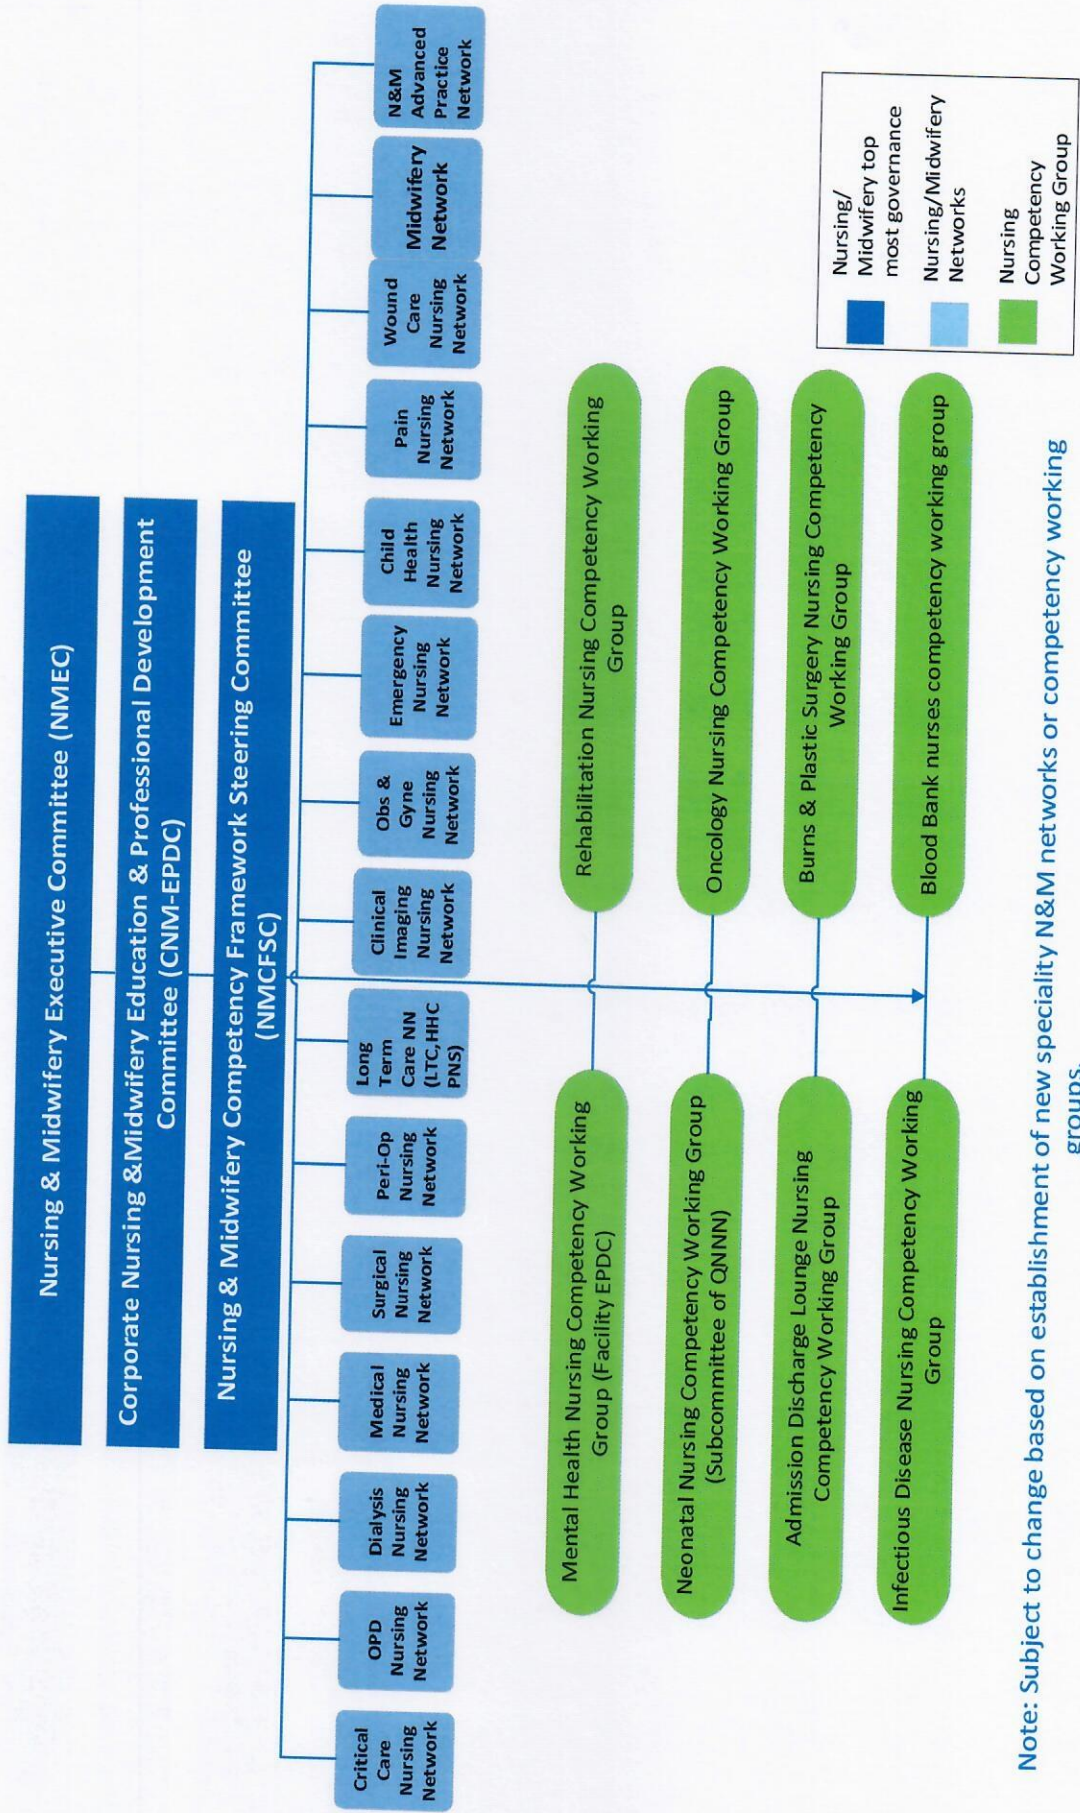 Nursing & Midwifery Executive Committee (NMEC)
Corporate Nursing &Midwifery Education & Professional Development
Committee (CNM-EPDC)
Nursing & Midwifery Competency Framework Steering Committee
(NMCFSC)
Critical
Care
Nursing
Network
OPD
Nursing
Network
Dialysis
Nursing
Network
Medical
Nursing
Network
Surgical
Nursing
Network
Peri-Op
Nursing
Network
Long
Term
Care NN
(LTC,HHC
PNS)
Clinical
Imaging
Nursing
Network
Obs &
Gyne
Nursing
Network
Emergency
Nursing
Network
Child
Health
Nursing
Network
Pain
Nursing
Network
Wound
Care
Nursing
Network
Midwifery
Network
N&M
Advanced
Practice
Network
Mental Health Nursing Competency Working
Group (Facility EPDC)
Rehabilitation Nursing Competency Working
Group
Neonatal Nursing Competency Working Group
(Subcommittee of QNNN)
Oncology Nursing Competency Working Group
Admission Discharge Lounge Nursing
Competency Working Group
Burns & Plastic Surgery Nursing Competency
Working Group
Infectious Disease Nursing Competency Working
Group
Blood Bank nurses competency working group
Nursing/
Midwifery top
most governance
Nursing/Midwifery
Networks
Nursing
Competency
Working Group
Note: Subject to change based on establishment of new speciality N&M networks or competency working
groups.